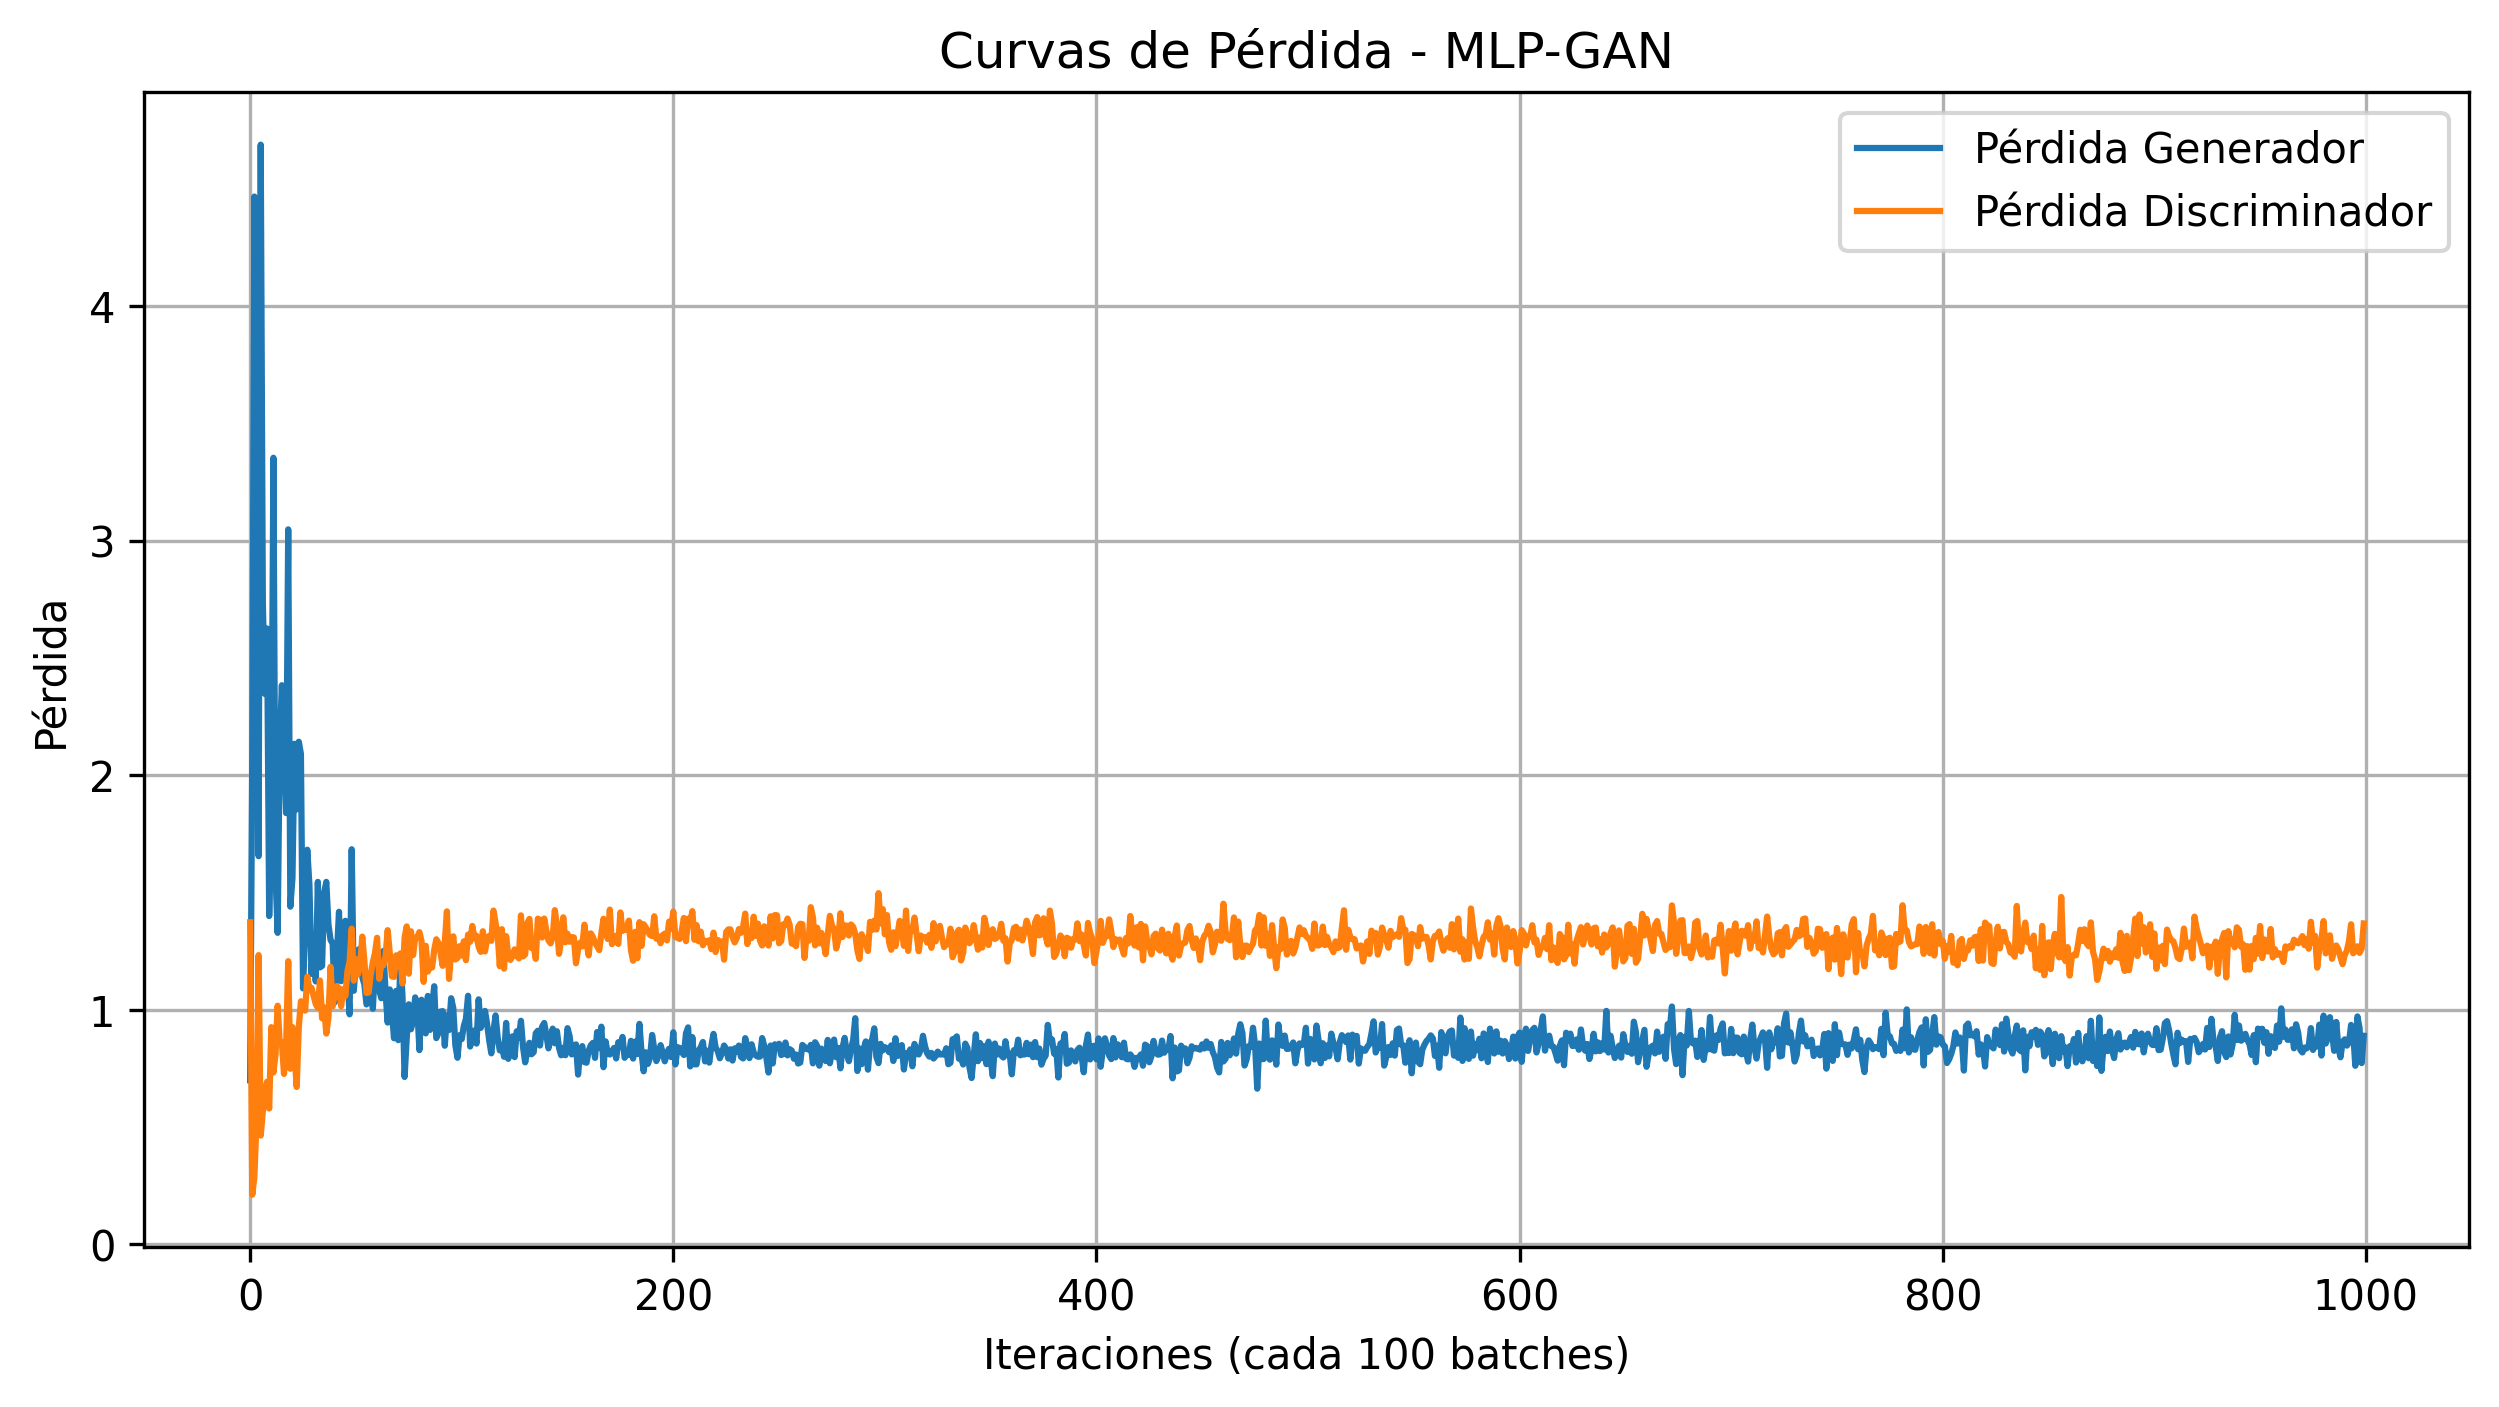 Curvas de Pérdida - MLP-GAN
Pérdida Generador
Pérdida Discriminador
Pérdida
4
3
2
1
0
0 200 400 600 800 1000
Iteraciones (cada 100 batches)